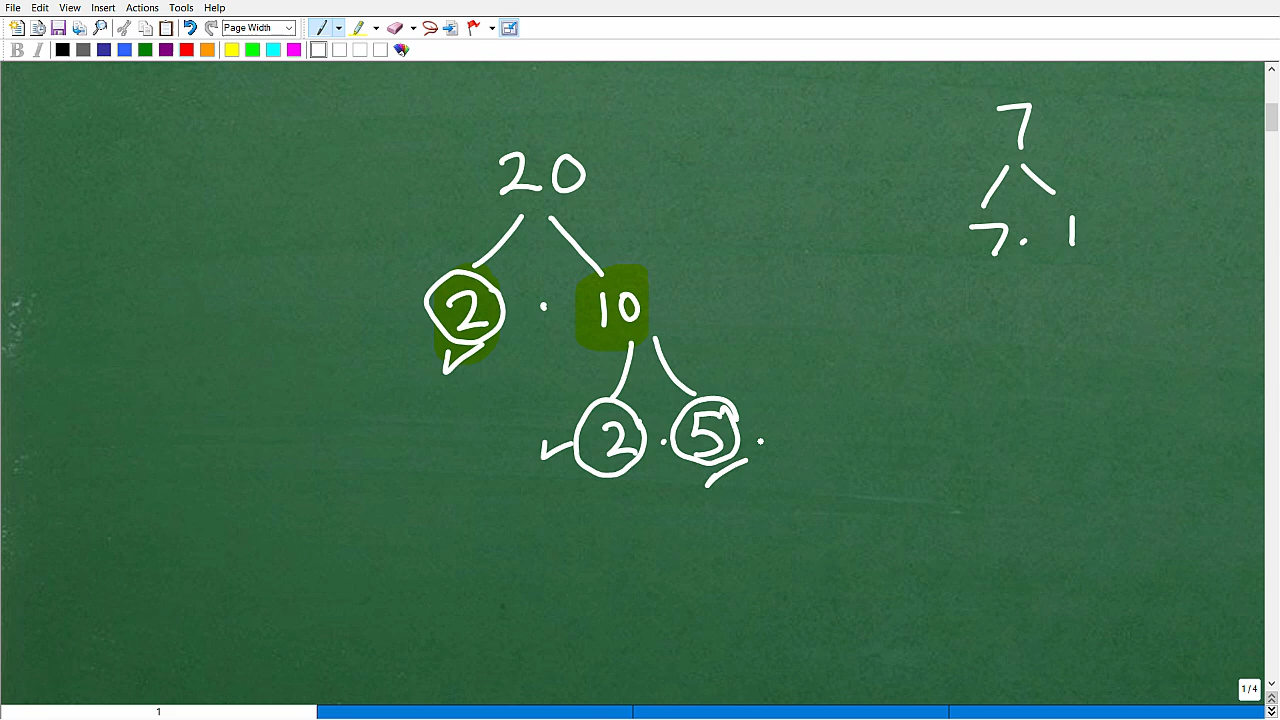 File Edit View Insert Actions Tools Help
Page Width
B I
7
20
7 . 1
2 . 10
2 . 5 .
1 / 4
1